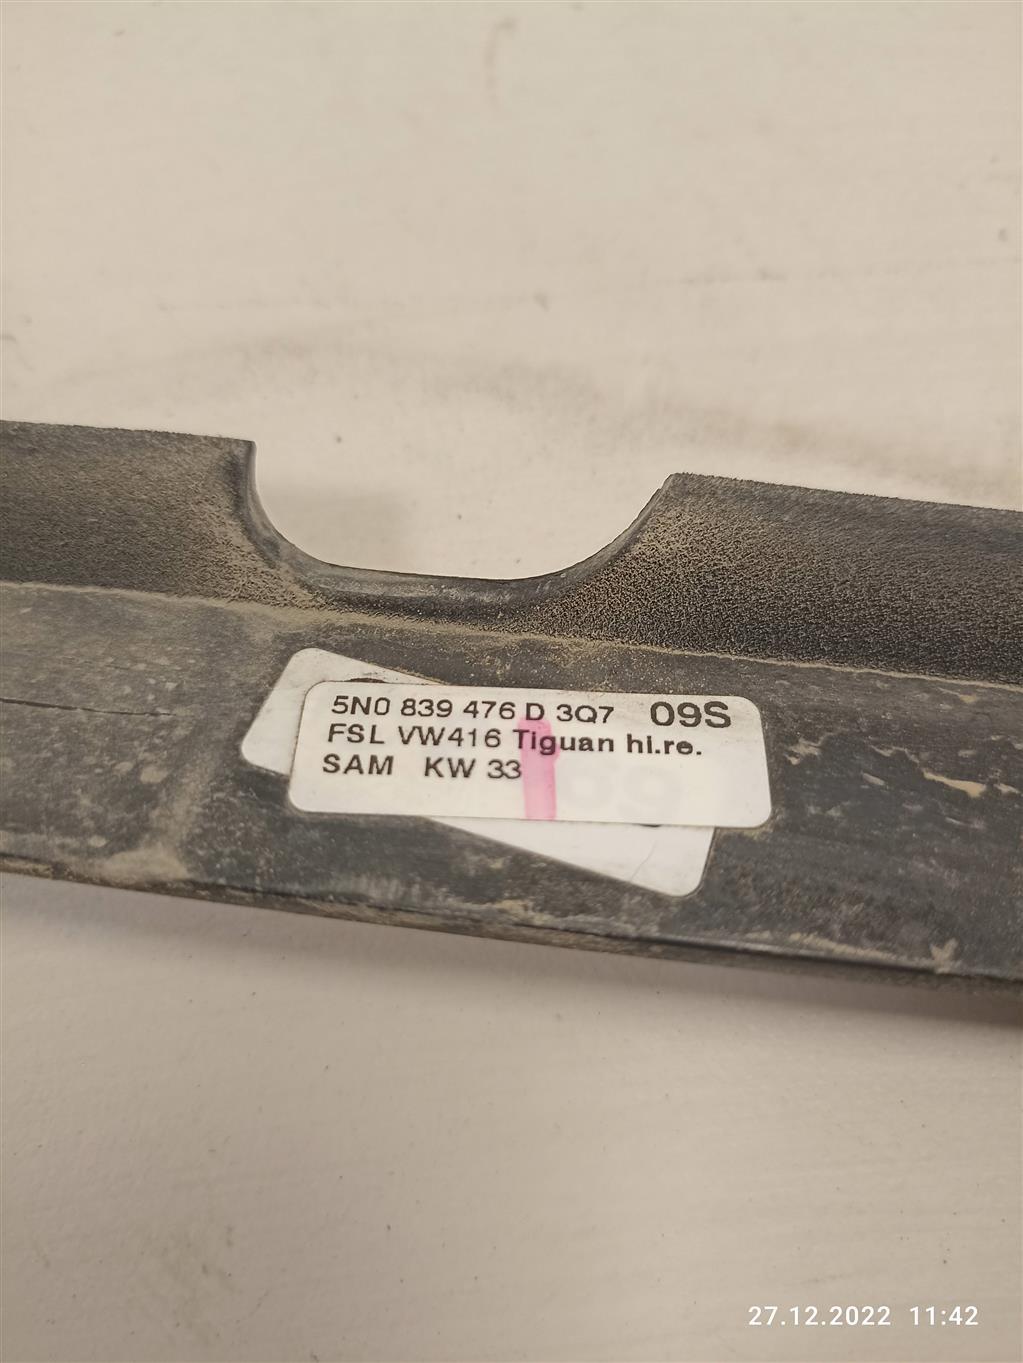 5N0 839 476 D 3Q7 09S
FSL VW416 Tiguan hi.re.
SAM KW 33
27.12.2022 11:42